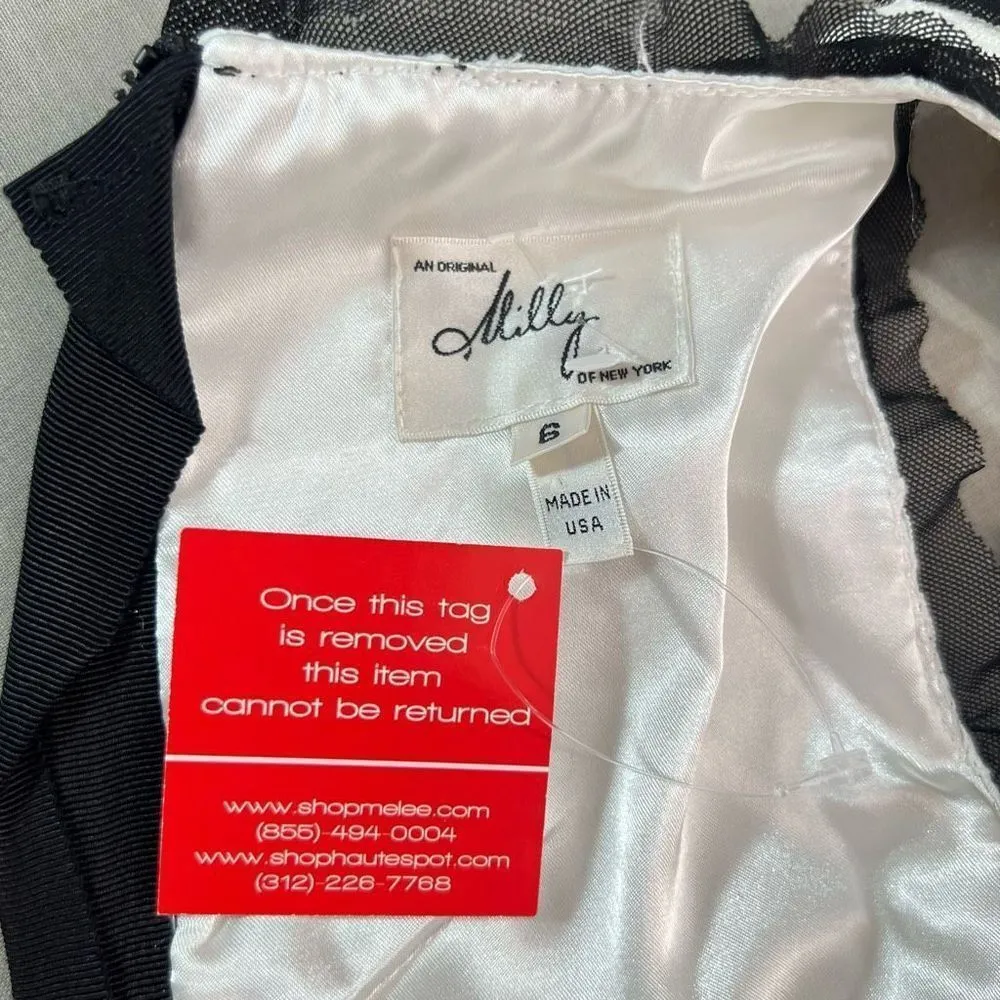 AN ORIGINAL
Milly
OF NEW YORK
6
MADE IN
USA
Once this tag
is removed
this item
cannot be returned
www.shopmelee.com
(855)-494-0004
www.shophautespot.com
(312)-226-7768